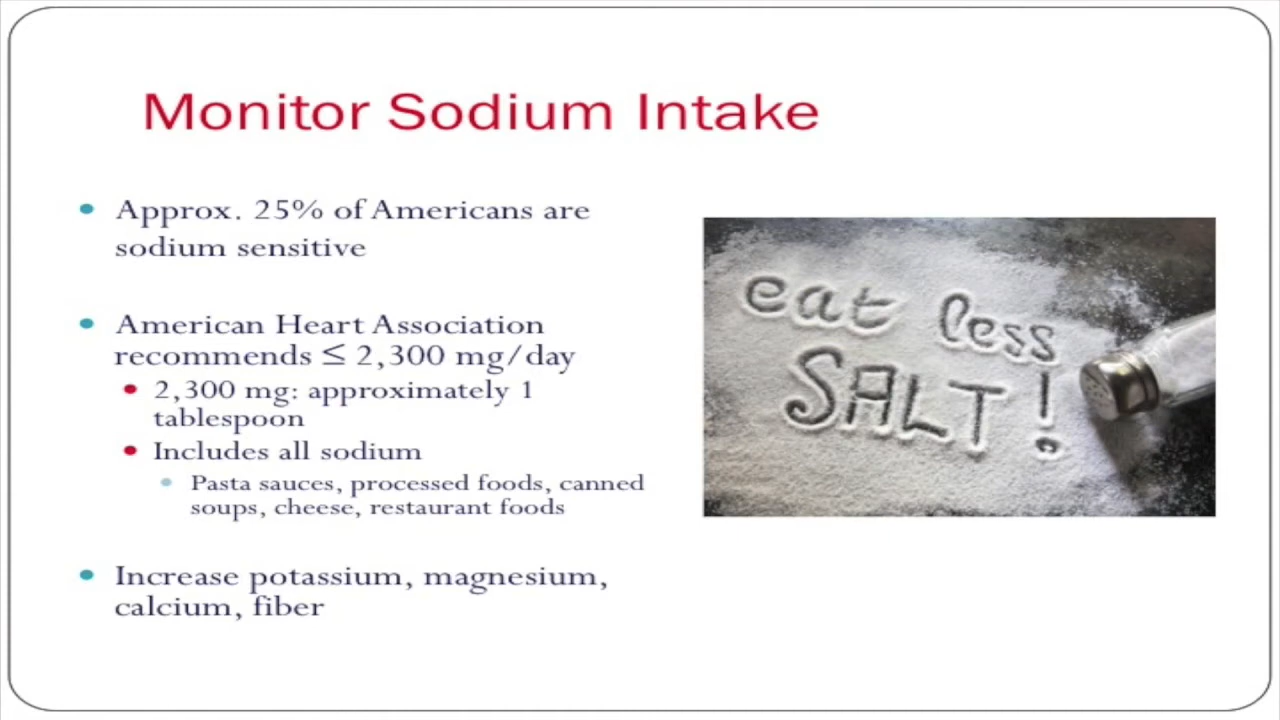 Monitor Sodium Intake
• Approx. 25% of Americans are
sodium sensitive
• American Heart Association
recommends ≤ 2,300 mg/day
• 2,300 mg: approximately 1
tablespoon
• Includes all sodium
• Pasta sauces, processed foods, canned
soups, cheese, restaurant foods
• Increase potassium, magnesium,
calcium, fiber
eat less
SALT!